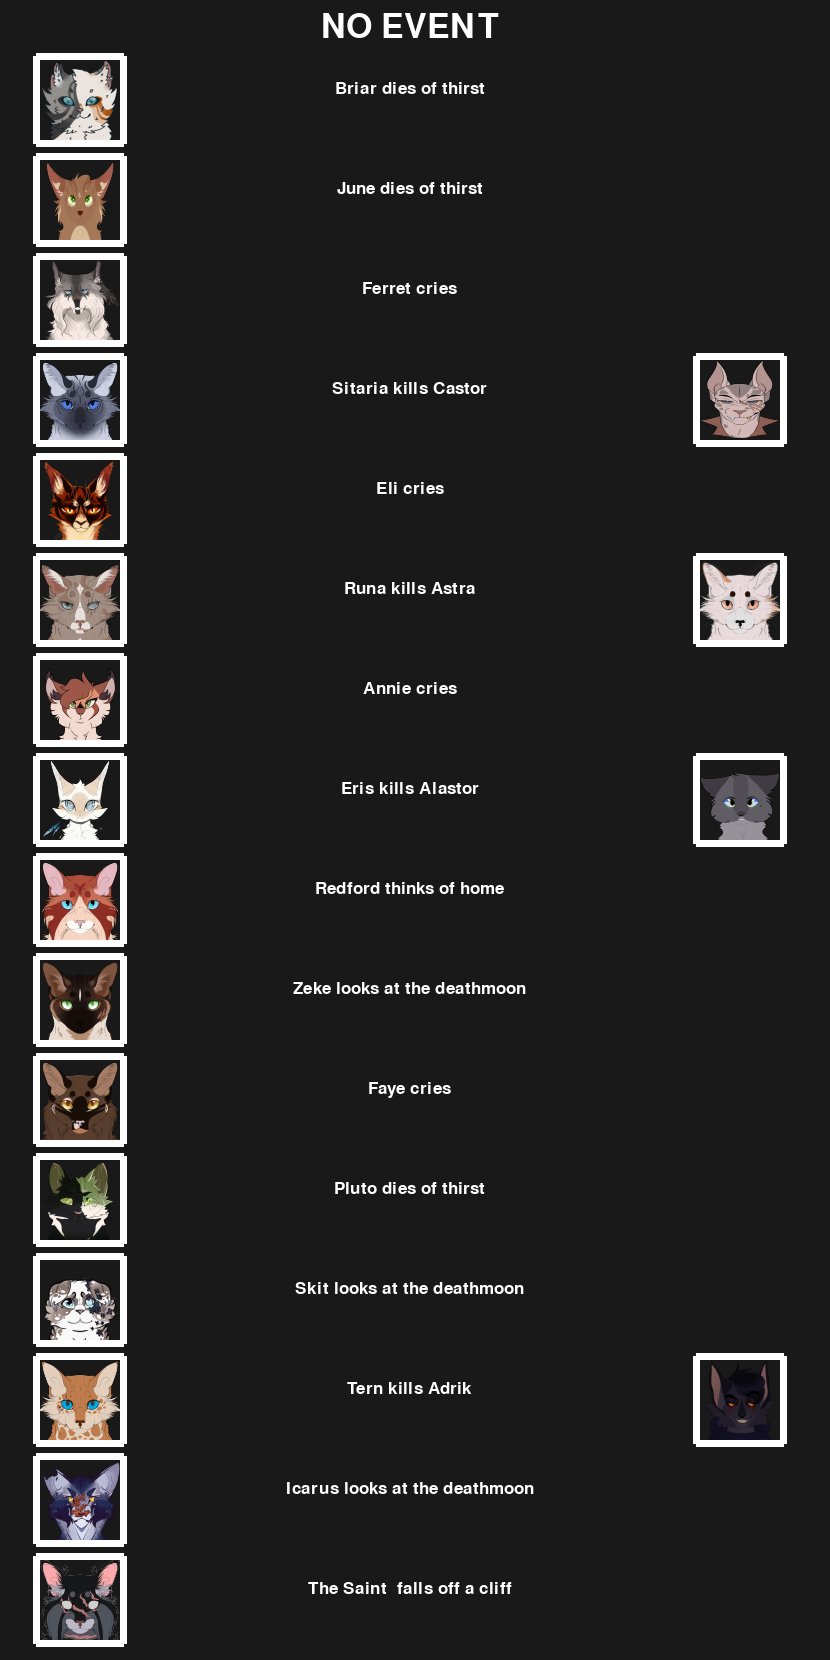 NO EVENT
Briar dies of thirst
June dies of thirst
Ferret cries
Sitaria kills Castor
Eli cries
Runa kills Astra
Annie cries
Eris kills Alastor
Redford thinks of home
Zeke looks at the deathmoon
Faye cries
Pluto dies of thirst
Skit looks at the deathmoon
Tern kills Adrik
Icarus looks at the deathmoon
The Saint  falls off a cliff